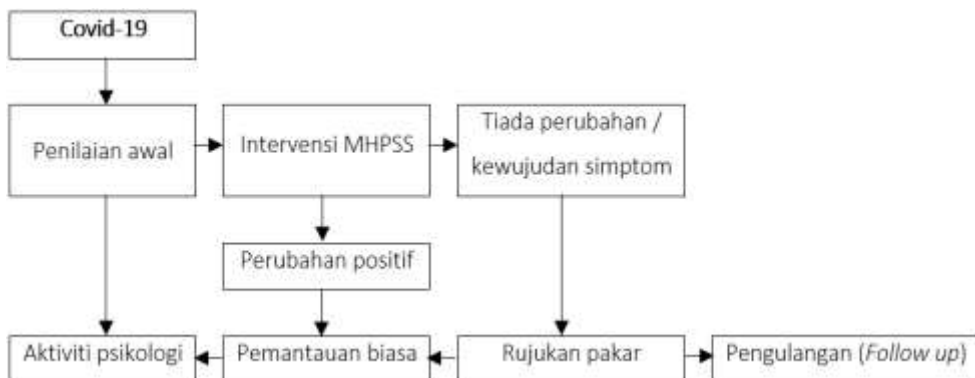 Covid-19
Penilaian awal
Intervensi MHPSS
Tiada perubahan /
kewujudan simptom
Perubahan positif
Aktiviti psikologi
Pemantauan biasa
Rujukan pakar
Pengulangan (Follow up)